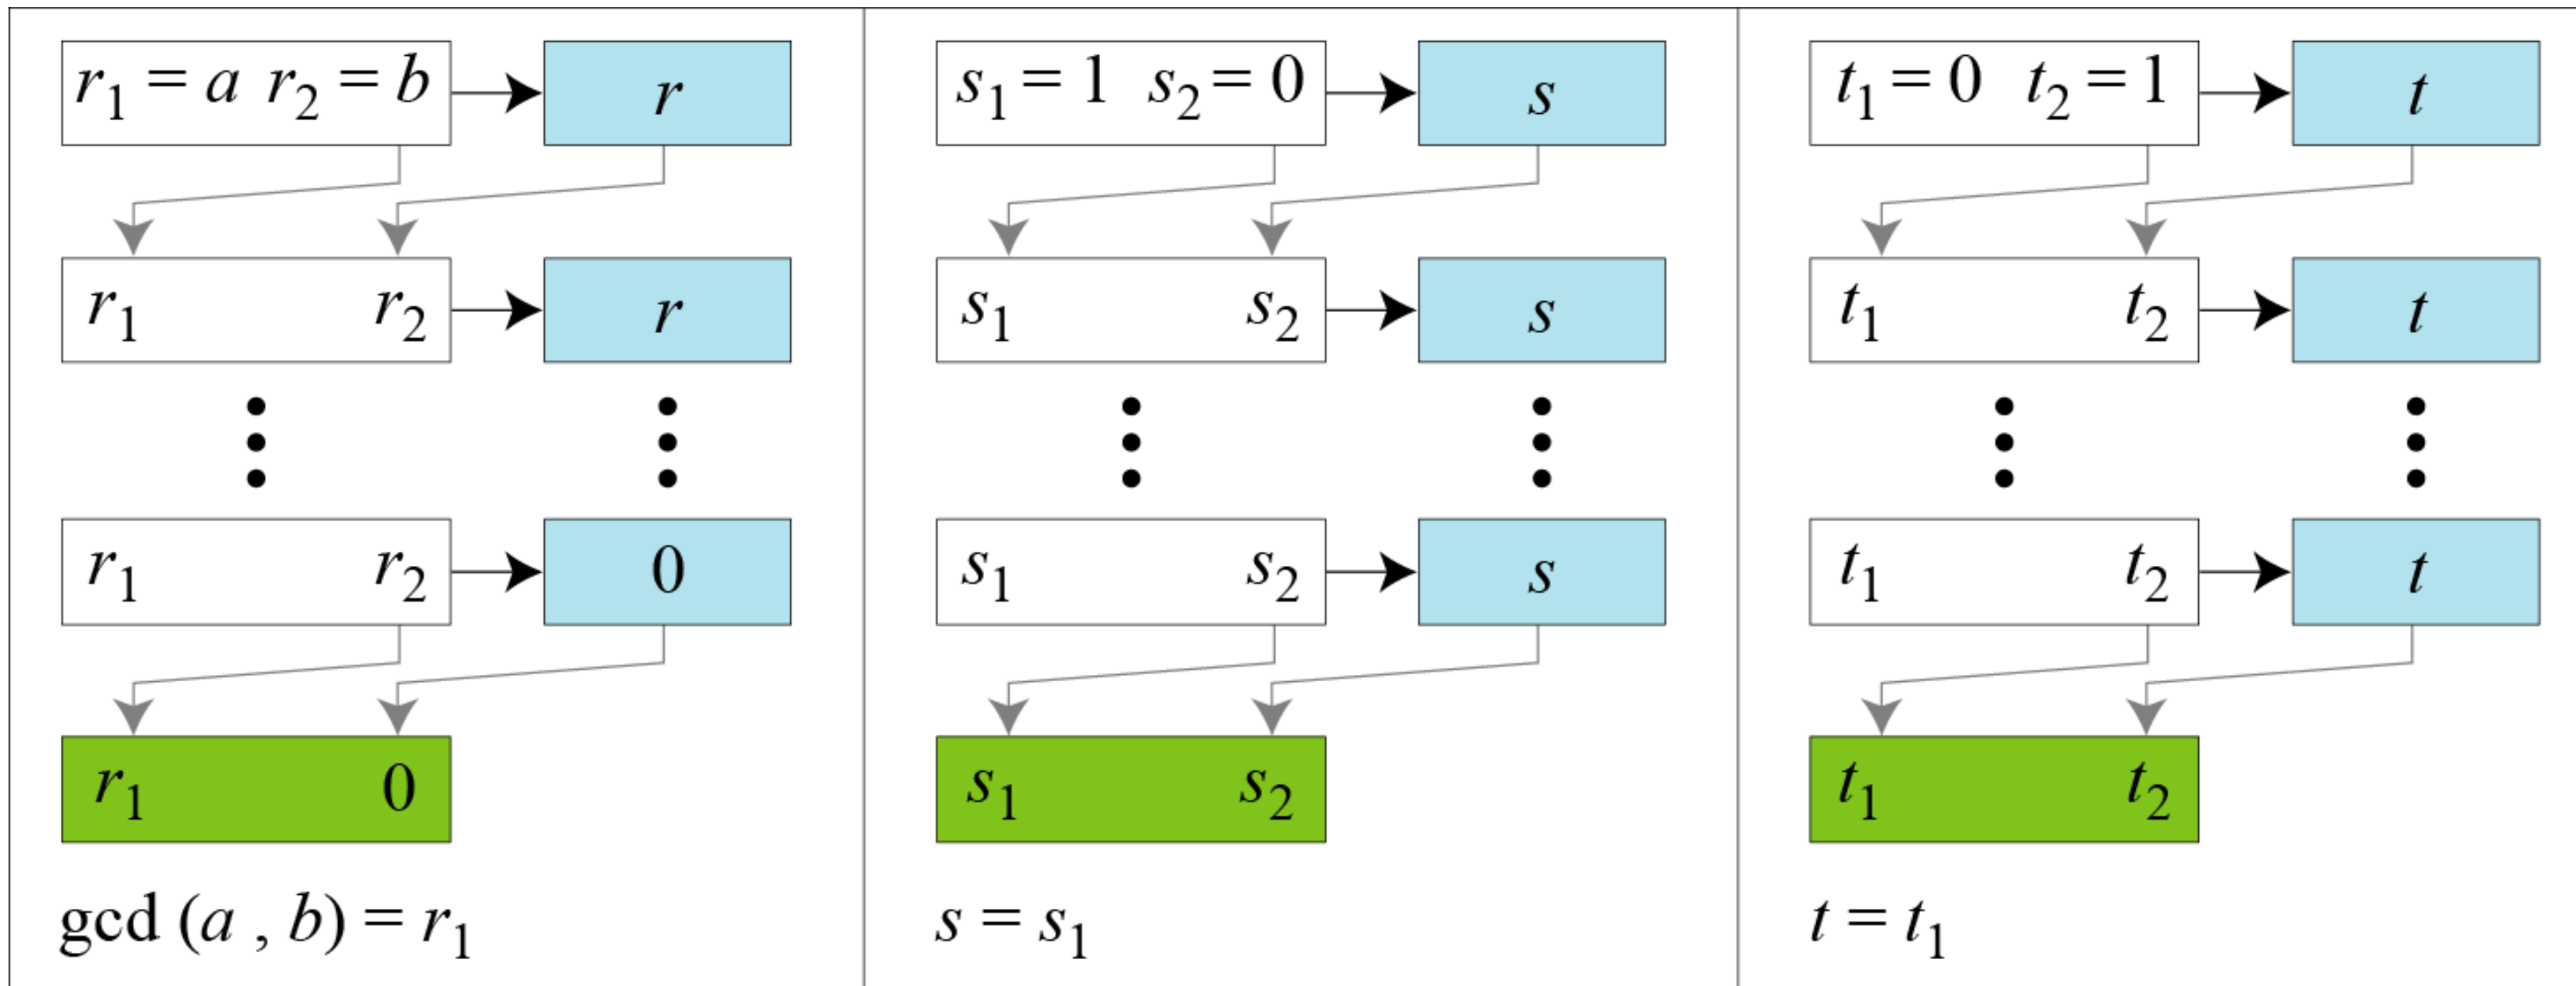 r₁ = a r₂ = b r
r₁ r₂ r
r₁ r₂ 0
r₁ 0
gcd (a , b) = r₁
s₁ = 1 s₂ = 0 s
s₁ s₂ s
s₁ s₂ s
s₁ s₂
s = s₁
t₁ = 0 t₂ = 1 t
t₁ t₂ t
t₁ t₂ t
t₁ t₂
t = t₁